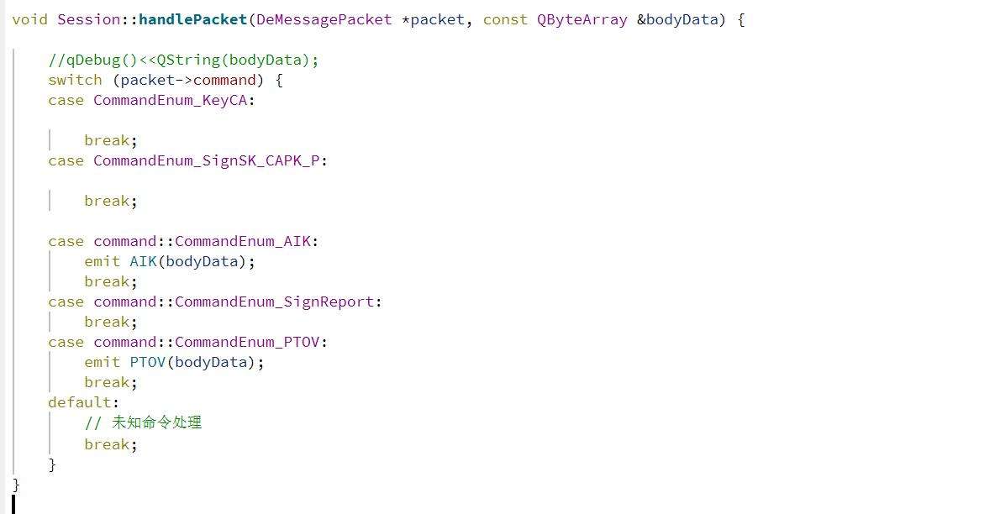 void Session::handlePacket(DeMessagePacket *packet, const QByteArray &bodyData) {
//qDebug()<<QString(bodyData);
switch (packet->command) {
case CommandEnum_KeyCA:
break;
case CommandEnum_SignSK_CAPK_P:
break;
case command::CommandEnum_AIK:
emit AIK(bodyData);
break;
case command::CommandEnum_SignReport:
break;
case command::CommandEnum_PTOV:
emit PTOV(bodyData);
break;
default:
// 未知命令处理
break;
}
}